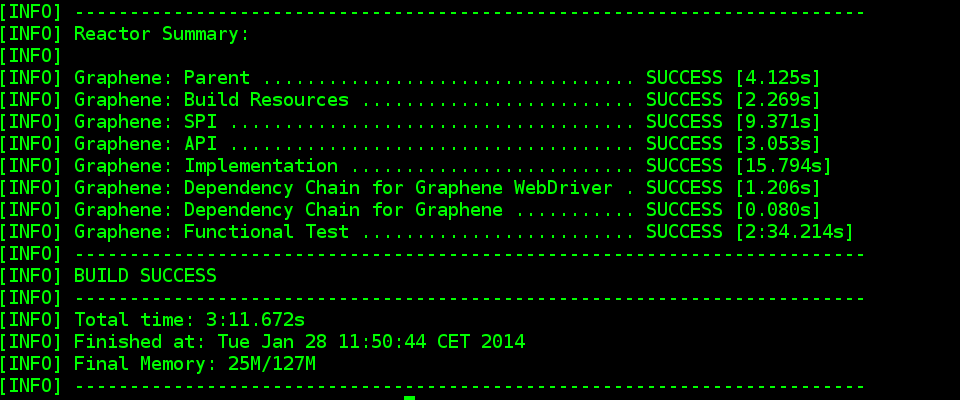 [INFO] ------------------------------------------------------------------------
[INFO] Reactor Summary:
[INFO]
[INFO] Graphene: Parent .................................. SUCCESS [4.125s]
[INFO] Graphene: Build Resources ......................... SUCCESS [2.269s]
[INFO] Graphene: SPI ..................................... SUCCESS [9.371s]
[INFO] Graphene: API ..................................... SUCCESS [3.053s]
[INFO] Graphene: Implementation .......................... SUCCESS [15.794s]
[INFO] Graphene: Dependency Chain for Graphene WebDriver . SUCCESS [1.206s]
[INFO] Graphene: Dependency Chain for Graphene ........... SUCCESS [0.080s]
[INFO] Graphene: Functional Test ......................... SUCCESS [2:34.214s]
[INFO] ------------------------------------------------------------------------
[INFO] BUILD SUCCESS
[INFO] ------------------------------------------------------------------------
[INFO] Total time: 3:11.672s
[INFO] Finished at: Tue Jan 28 11:50:44 CET 2014
[INFO] Final Memory: 25M/127M
[INFO] ------------------------------------------------------------------------